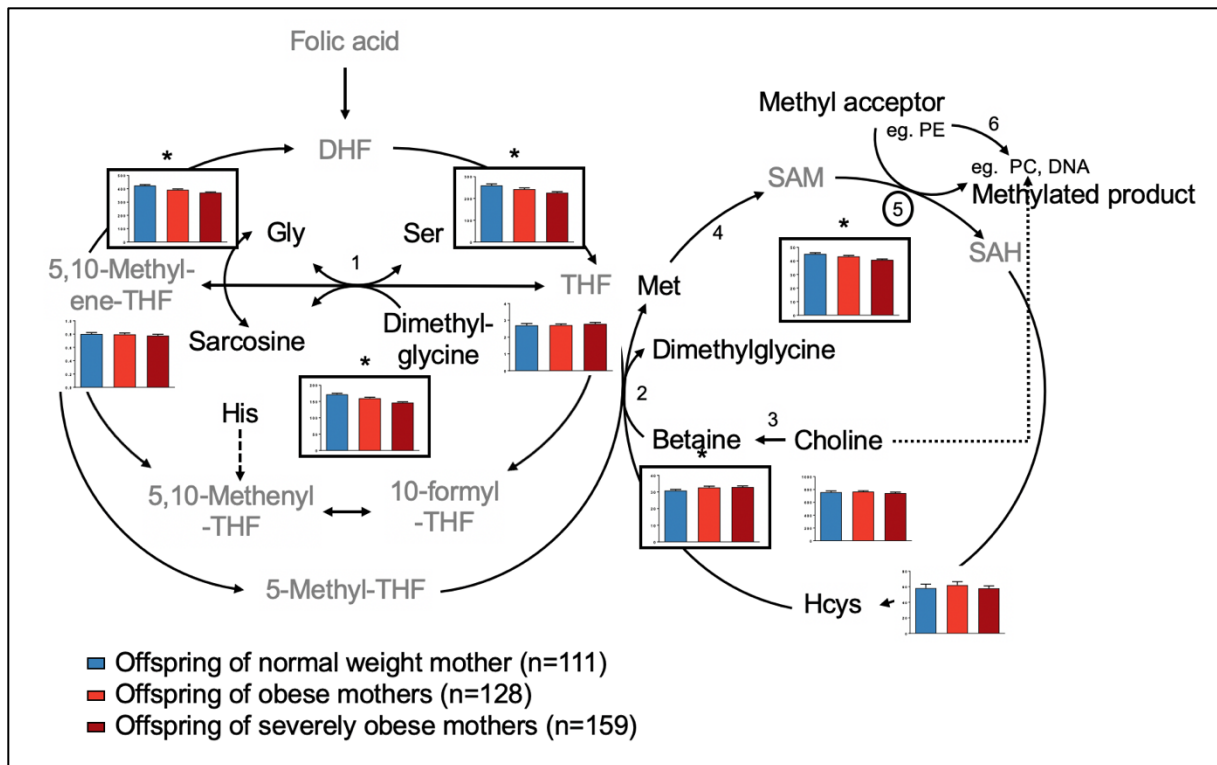 Folic acid
Methyl acceptor
eg. PE
6
*
*
DHF
SAM
eg. PC, DNA
Methylated product
5
4
*
Gly
Ser
SAH
1
5,10-Methyl-
ene-THF
THF
Met
Sarcosine
Dimethyl-
glycine
Dimethylglycine
*
2
His
3
Betaine
Choline
*
5,10-Methenyl
-THF
10-formyl
-THF
5-Methyl-THF
Hcys
Offspring of normal weight mother (n=111)
Offspring of obese mothers (n=128)
Offspring of severely obese mothers (n=159)